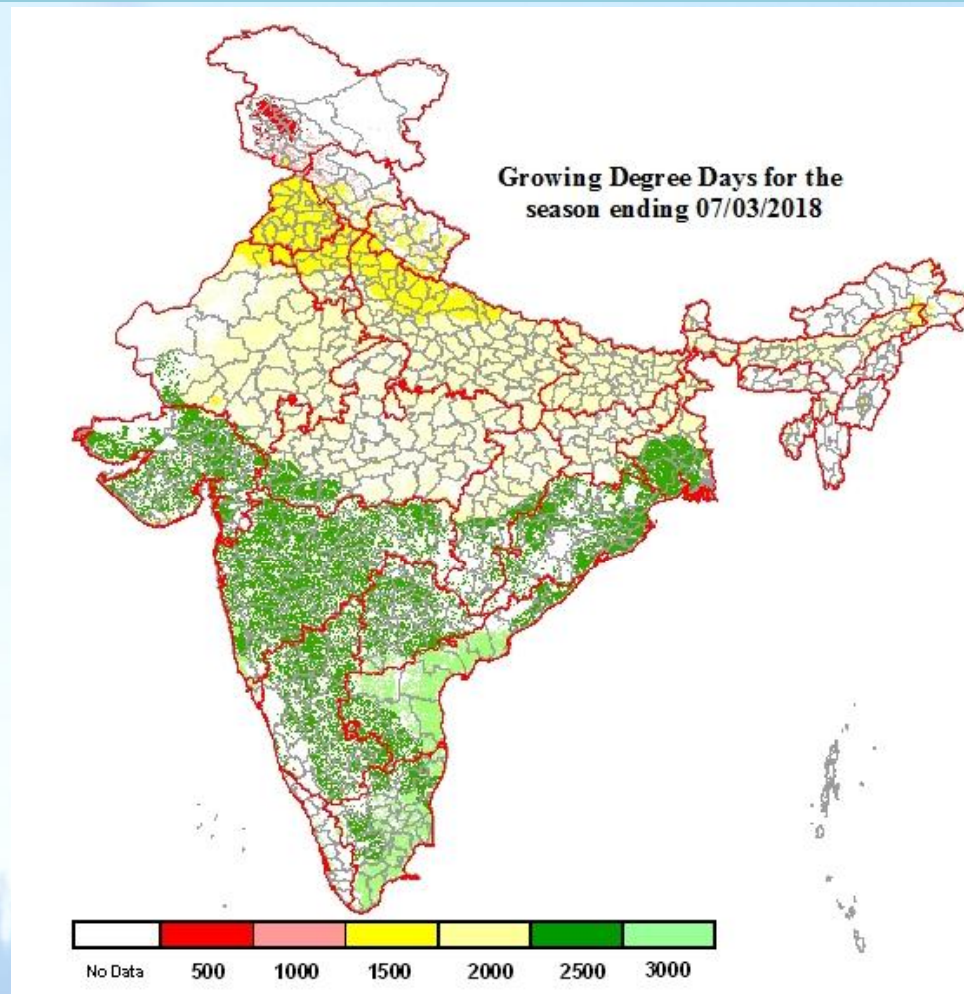 Growing Degree Days for the
season ending 07/03/2018
No Data 500 1000 1500 2000 2500 3000